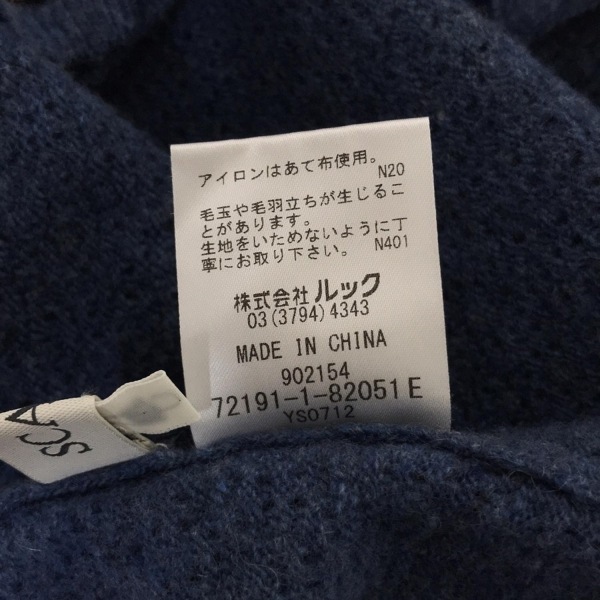 アイロンはあて布使用。
N20
毛玉や毛羽立ちが生じるこ
とがあります。
生地をいためないように丁
寧にお取り下さい。 N401
株式会社 ルック
03(3794)4343
MADE IN CHINA
902154
72191-1-82051 E
YS0712
SCA